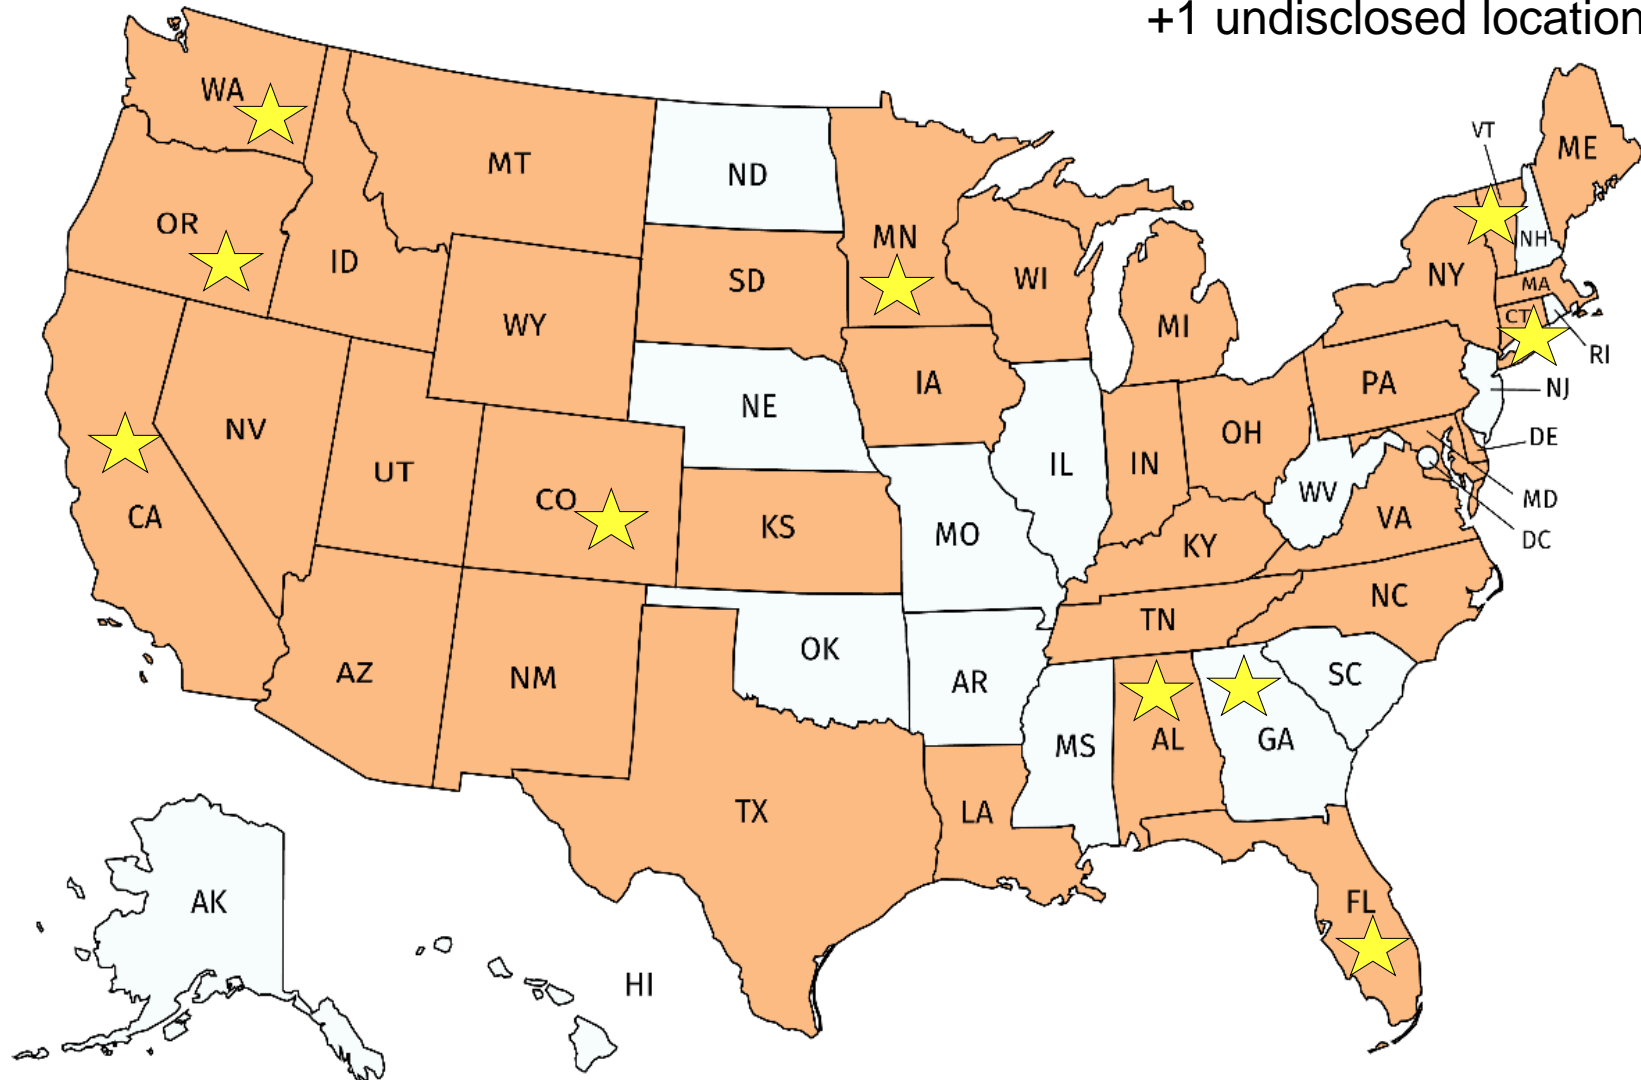 +1 undisclosed location
WA
MT
ND
VT
ME
OR
ID
MN
NH
SD
WI
NY
MA
WY
MI
CT
RI
IA
PA
NJ
NE
NV
OH
DE
UT
IL
IN
CO
WV
MD
CA
KS
MO
VA
DC
KY
NC
TN
OK
AZ
NM
AR
SC
MS
AL
GA
TX
LA
AK
FL
HI